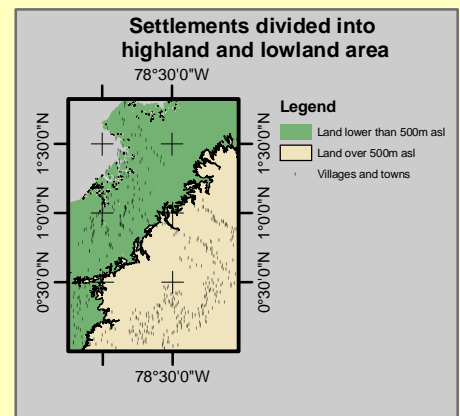 Settlements divided into
highland and lowland area
78°30'0"W
1°30'0"N
1°0'0"N
0°30'0"N
1°30'0"N
1°0'0"N
0°30'0"N
78°30'0"W
Legend
Land lower than 500m asl
Land over 500m asl
Villages and towns